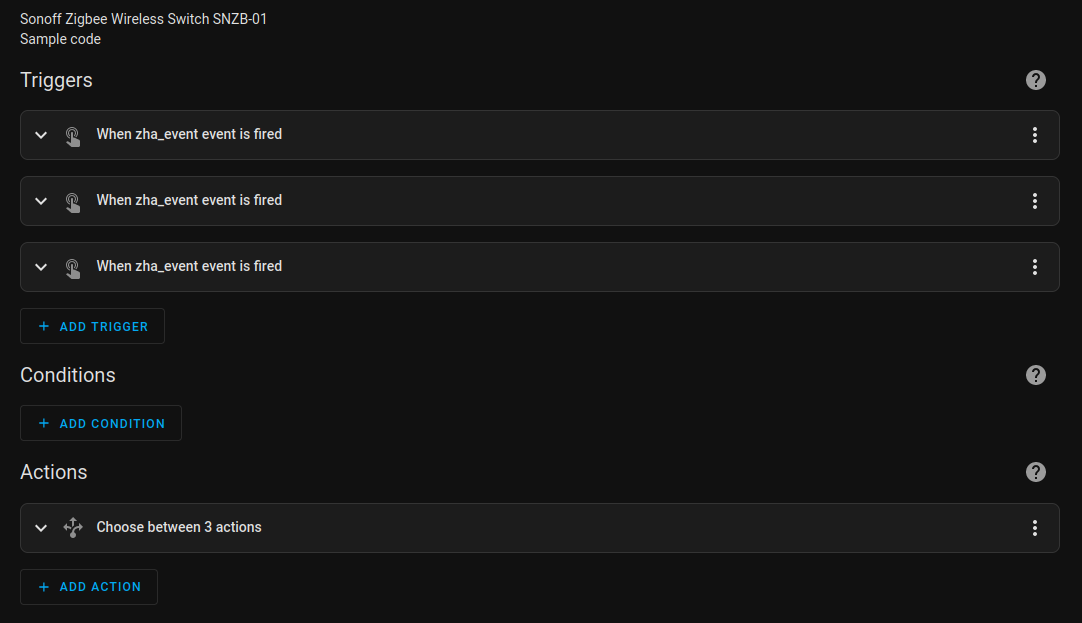 Sonoff Zigbee Wireless Switch SNZB-01
Sample code
Triggers
?
When zha_event event is fired
When zha_event event is fired
When zha_event event is fired
+ ADD TRIGGER
Conditions
?
+ ADD CONDITION
Actions
?
Choose between 3 actions
+ ADD ACTION